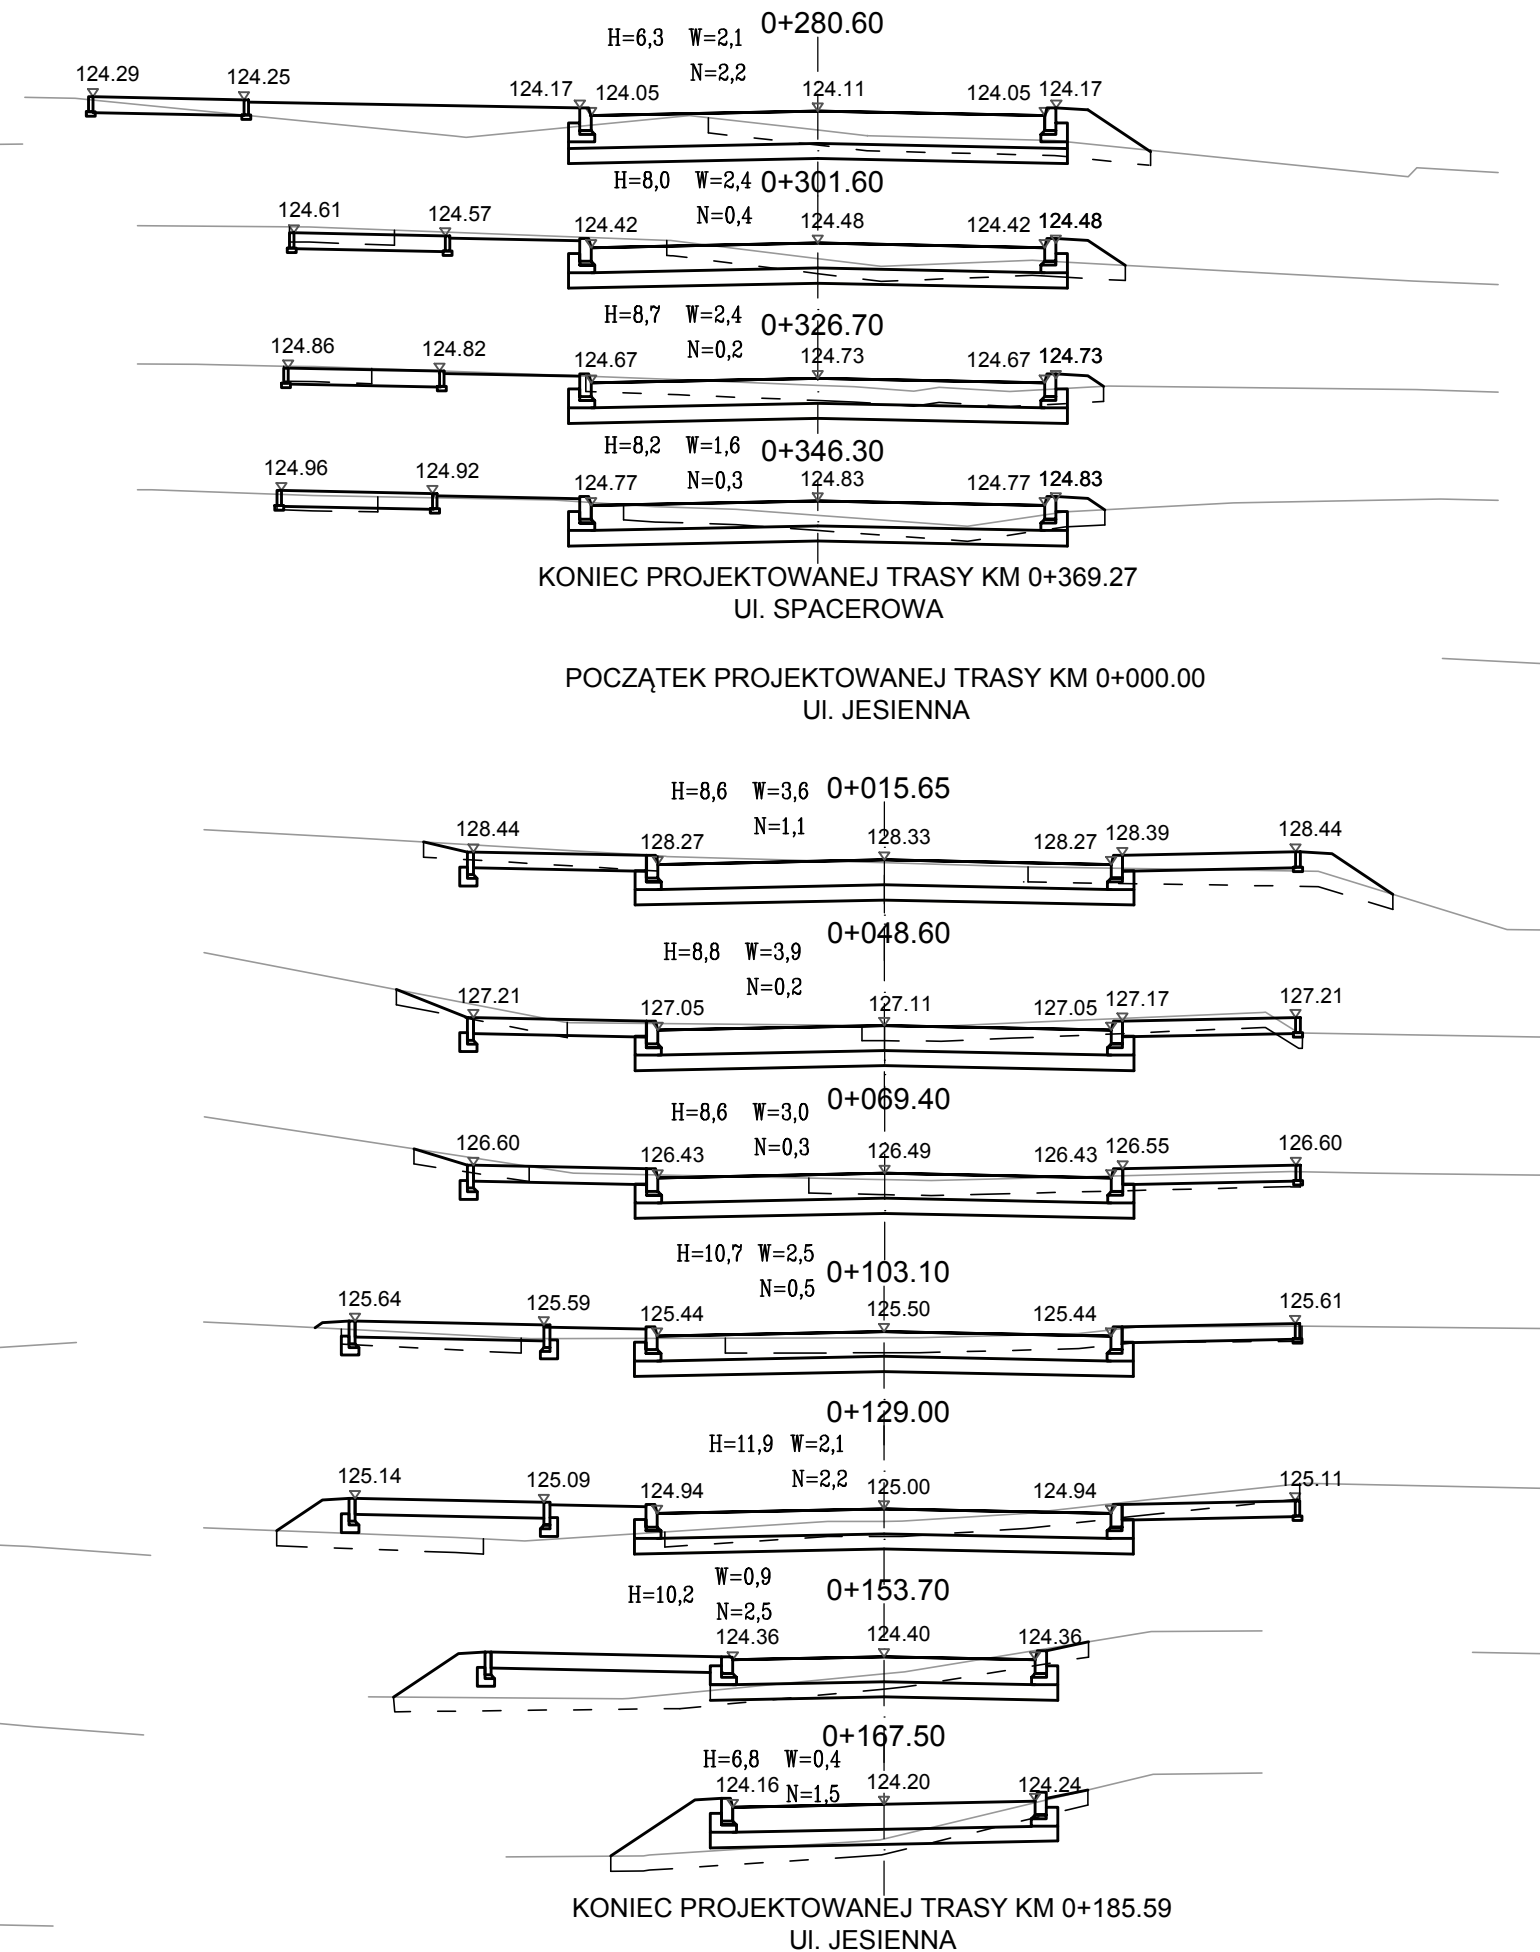 0+280.60
H=6,3 W=2,1
N=2,2
124.29 124.25 124.17 124.05 124.11 124.05 124.17
H=8,0 W=2,4 0+301.60
N=0,4
124.61 124.57 124.42 124.48 124.42 124.48
H=8,7 W=2,4 0+326.70
N=0,2
124.86 124.82 124.67 124.73 124.67 124.73
H=8,2 W=1,6 0+346.30
N=0,3
124.96 124.92 124.77 124.83 124.77 124.83
KONIEC PROJEKTOWANEJ TRASY KM 0+369.27
Ul. SPACEROWA
POCZĄTEK PROJEKTOWANEJ TRASY KM 0+000.00
Ul. JESIENNA
H=8,6 W=3,6 0+015.65
N=1,1
128.44 128.27 128.33 128.27 128.39 128.44
0+048.60
H=8,8 W=3,9
N=0,2
127.21 127.05 127.11 127.05 127.17 127.21
0+069.40
H=8,6 W=3,0
N=0,3
126.60 126.43 126.49 126.43 126.55 126.60
H=10,7 W=2,5
0+103.10
N=0,5
125.64 125.59 125.44 125.50 125.44 125.61
0+129.00
H=11,9 W=2,1
N=2,2
125.14 125.09 124.94 125.00 124.94 125.11
W=0,9
H=10,2 0+153.70
N=2,5
124.36 124.40 124.36
0+167.50
H=6,8 W=0,4
N=1,5
124.16 124.20 124.24
KONIEC PROJEKTOWANEJ TRASY KM 0+185.59
Ul. JESIENNA